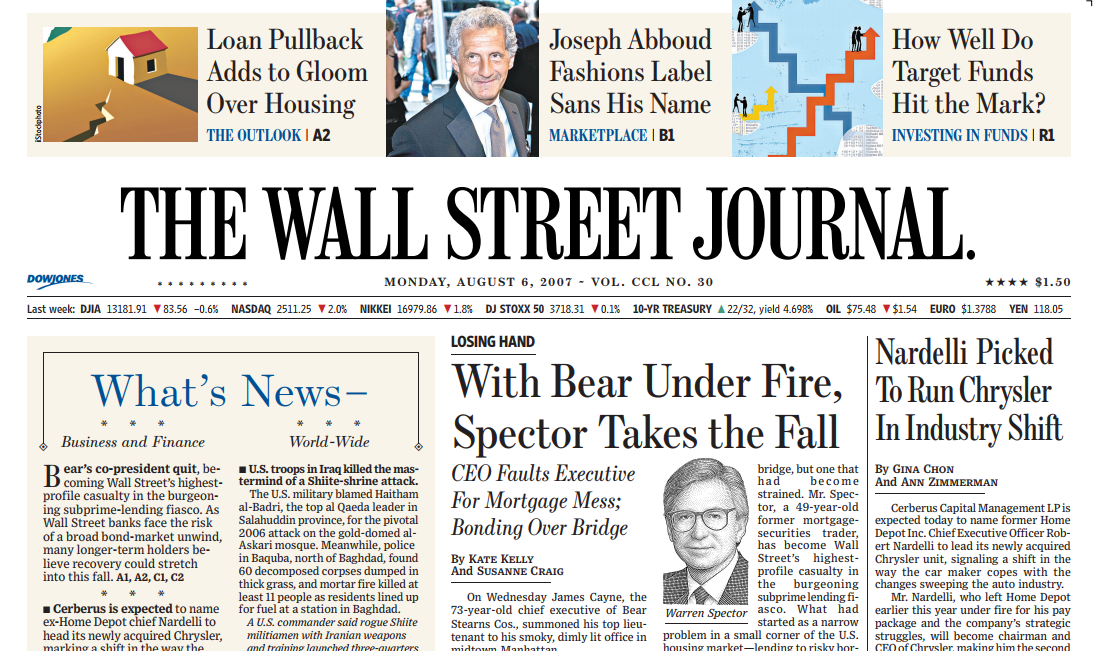 iStockphoto
Loan Pullback
Adds to Gloom
Over Housing
THE OUTLOOK | A2
Joseph Abboud
Fashions Label
Sans His Name
MARKETPLACE | B1
How Well Do
Target Funds
Hit the Mark?
INVESTING IN FUNDS | R1
THE WALL STREET JOURNAL.
DOWJONES
* * * * * * * * *
MONDAY, AUGUST 6, 2007 ~ VOL. CCL NO. 30
★★★★ $1.50
Last week: DJIA 13181.91 ▼83.56 –0.6% NASDAQ 2511.25 ▼2.0% NIKKEI 16979.86 ▼1.8% DJ STOXX 50 3718.31 ▼0.1% 10-YR TREASURY ▲22/32, yield 4.698% OIL $75.48 ▼$1.54 EURO $1.3788 YEN 118.05
What's News–
* * *
* * *
Business and Finance
World-Wide
Bear's co-president quit, be-
coming Wall Street's highest-
profile casualty in the burgeon-
ing subprime-lending fiasco. As
Wall Street banks face the risk
of a broad bond-market unwind,
many longer-term holders be-
lieve recovery could stretch
into this fall. A1, A2, C1, C2
* * *
■ Cerberus is expected to name
ex-Home Depot chief Nardelli to
head its newly acquired Chrysler,
marking a shift in the way the
■ U.S. troops in Iraq killed the mas-
termind of a Shiite-shrine attack.
The U.S. military blamed Haitham
al-Badri, the top al Qaeda leader in
Salahuddin province, for the pivotal
2006 attack on the gold-domed al-
Askari mosque. Meanwhile, police
in Baquba, north of Baghdad, found
60 decomposed corpses dumped in
thick grass, and mortar fire killed at
least 11 people as residents lined up
for fuel at a station in Baghdad.
A U.S. commander said rogue Shiite
militiamen with Iranian weapons
and training launched three-quarters
LOSING HAND
With Bear Under Fire,
Spector Takes the Fall
CEO Faults Executive
For Mortgage Mess;
Bonding Over Bridge
By KATE KELLY
And SUSANNE CRAIG
On Wednesday James Cayne, the
73-year-old chief executive of Bear
Stearns Cos., summoned his top lieu-
tenant to his smoky, dimly lit office in
midtown Manhattan.
Warren Spector
bridge, but one that
had become
strained. Mr. Spec-
tor, a 49-year-old
former mortgage-
securities trader,
has become Wall
Street's highest-
profile casualty in
the burgeoning
subprime lending fi-
asco. What had
started as a narrow
problem in a small corner of the U.S.
housing market—lending to risky bor-
Nardelli Picked
To Run Chrysler
In Industry Shift
By GINA CHON
And ANN ZIMMERMAN
Cerberus Capital Management LP is
expected today to name former Home
Depot Inc. Chief Executive Officer Rob-
ert Nardelli to lead its newly acquired
Chrysler unit, signaling a shift in the
way the car maker copes with the
changes sweeping the auto industry.
Mr. Nardelli, who left Home Depot
earlier this year under fire for his pay
package and the company's strategic
struggles, will become chairman and
CEO of Chrysler, making him the second